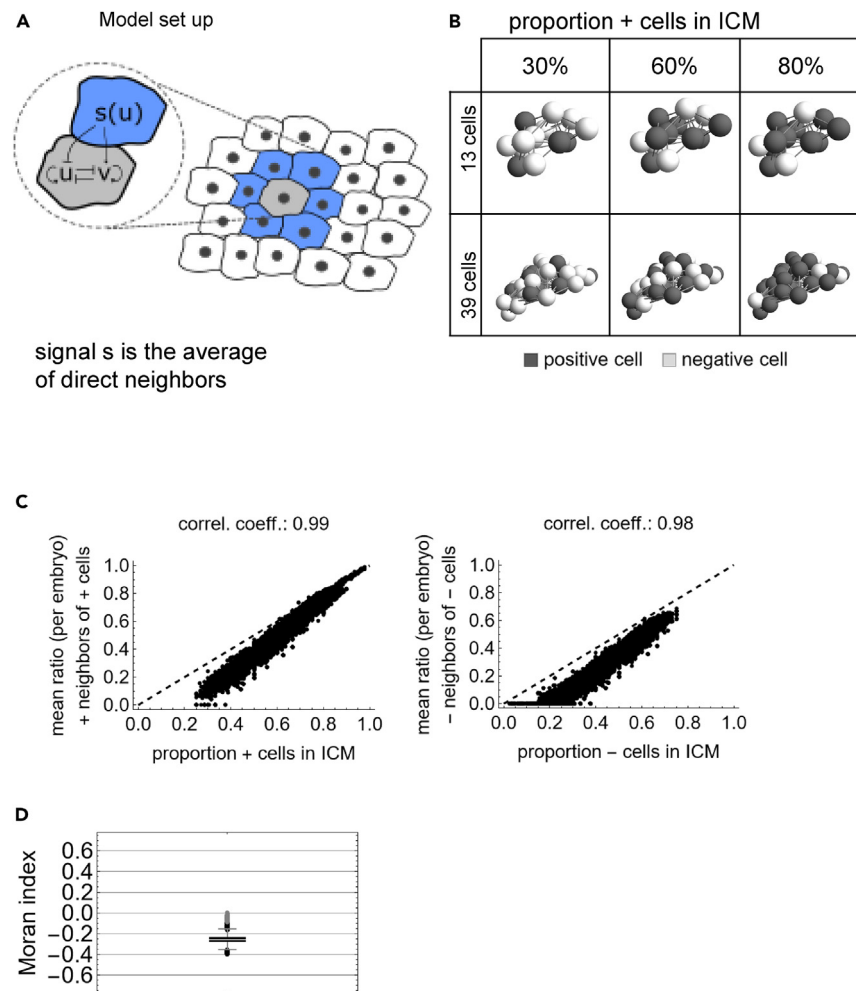 A
Model set up
s(u)
u
v
signal s is the average
of direct neighbors
B
proportion + cells in ICM
30%
60%
80%
13 cells
39 cells
positive cell
negative cell
C
correl. coeff.: 0.99
mean ratio (per embryo)
+ neighbors of + cells
1.0
0.8
0.6
0.4
0.2
0.0
0.0 0.2 0.4 0.6 0.8 1.0
proportion + cells in ICM
correl. coeff.: 0.98
mean ratio (per embryo)
− neighbors of − cells
1.0
0.8
0.6
0.4
0.2
0.0
0.0 0.2 0.4 0.6 0.8 1.0
proportion − cells in ICM
D
Moran index
0.6
0.4
0.2
0.0
−0.2
−0.4
−0.6